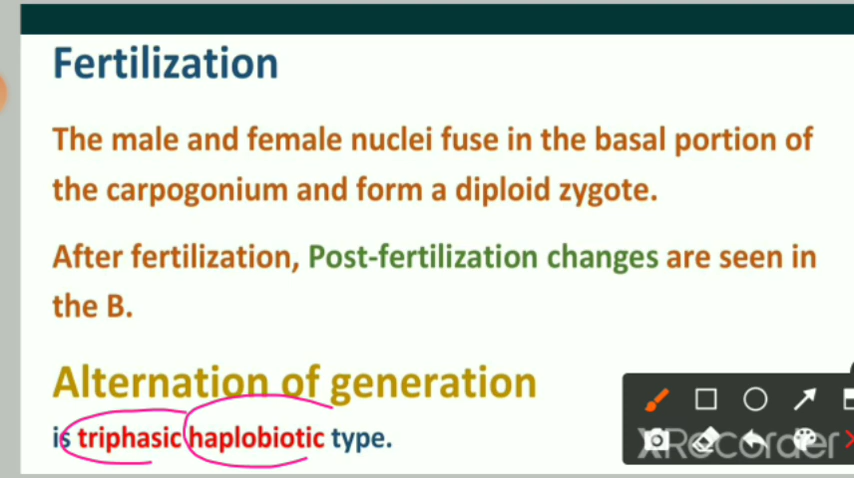 Fertilization
The male and female nuclei fuse in the basal portion of
the carpogonium and form a diploid zygote.
After fertilization, Post-fertilization changes are seen in
the B.
Alternation of generation
is triphasic haplobiotic type.
XRecorder